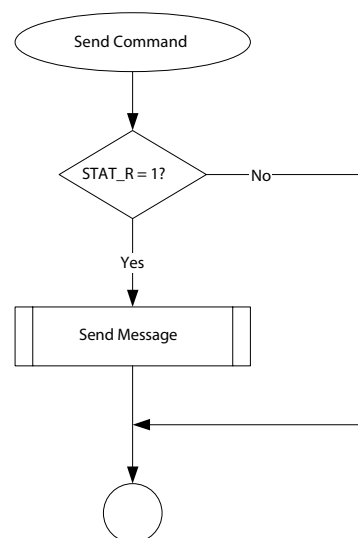 Send Command
STAT_R = 1?
No
Yes
Send Message